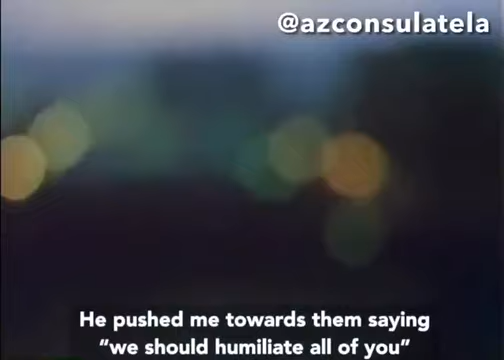 @azconsulatela
He pushed me towards them saying
"we should humiliate all of you"